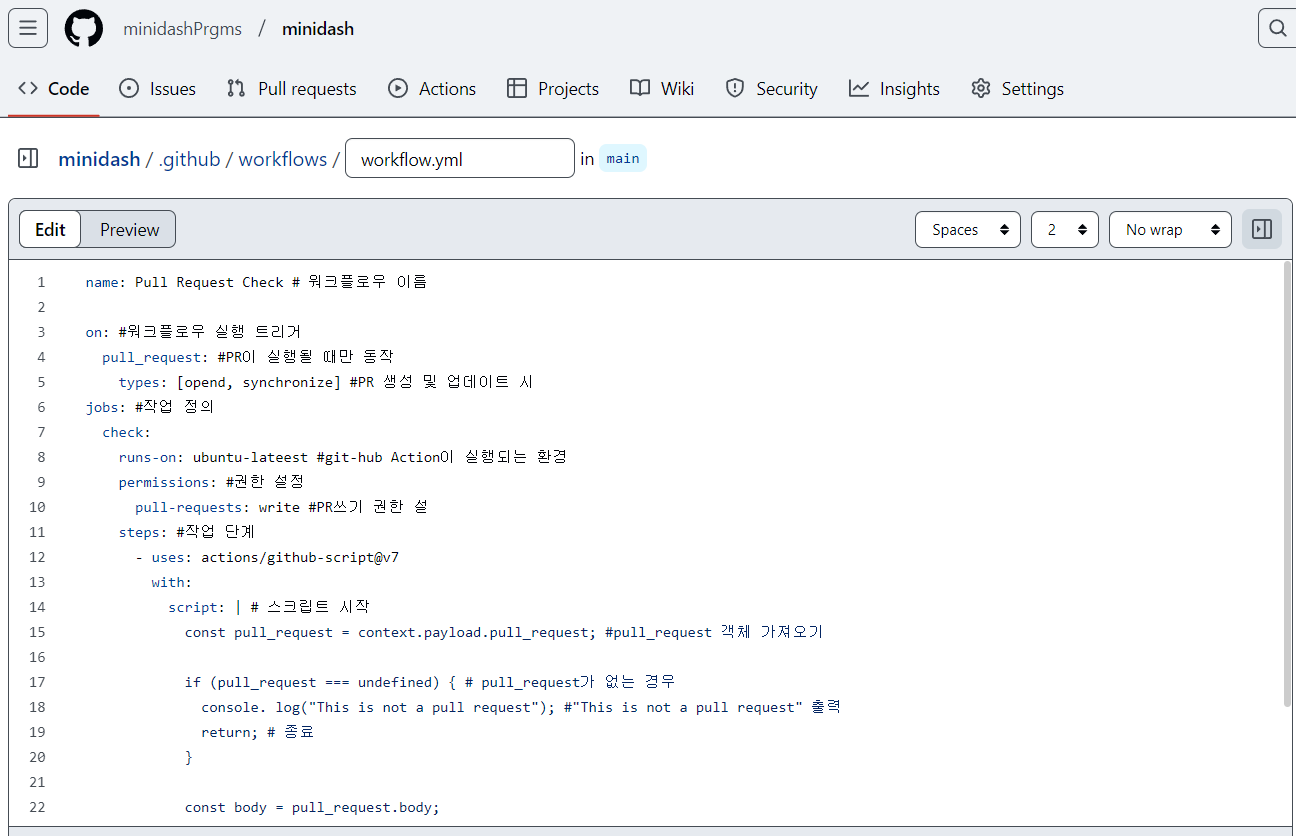 minidashPrgms / minidash
Code Issues Pull requests Actions Projects Wiki Security Insights Settings
minidash / .github / workflows / workflow.yml in main
Edit Preview Spaces 2 No wrap
1 name: Pull Request Check # 워크플로우 이름
2
3 on: #워크플로우 실행 트리거
4 pull_request: #PR이 실행될 때만 동작
5 types: [opend, synchronize] #PR 생성 및 업데이트 시
6 jobs: #작업 정의
7 check:
8 runs-on: ubuntu-lateest #git-hub Action이 실행되는 환경
9 permissions: #권한 설정
10 pull-requests: write #PR쓰기 권한 설
11 steps: #작업 단계
12 - uses: actions/github-script@v7
13 with:
14 script: | # 스크립트 시작
15 const pull_request = context.payload.pull_request; #pull_request 객체 가져오기
16
17 if (pull_request === undefined) { # pull_request가 없는 경우
18 console. log("This is not a pull request"); #"This is not a pull request" 출력
19 return; # 종료
20 }
21
22 const body = pull_request.body;